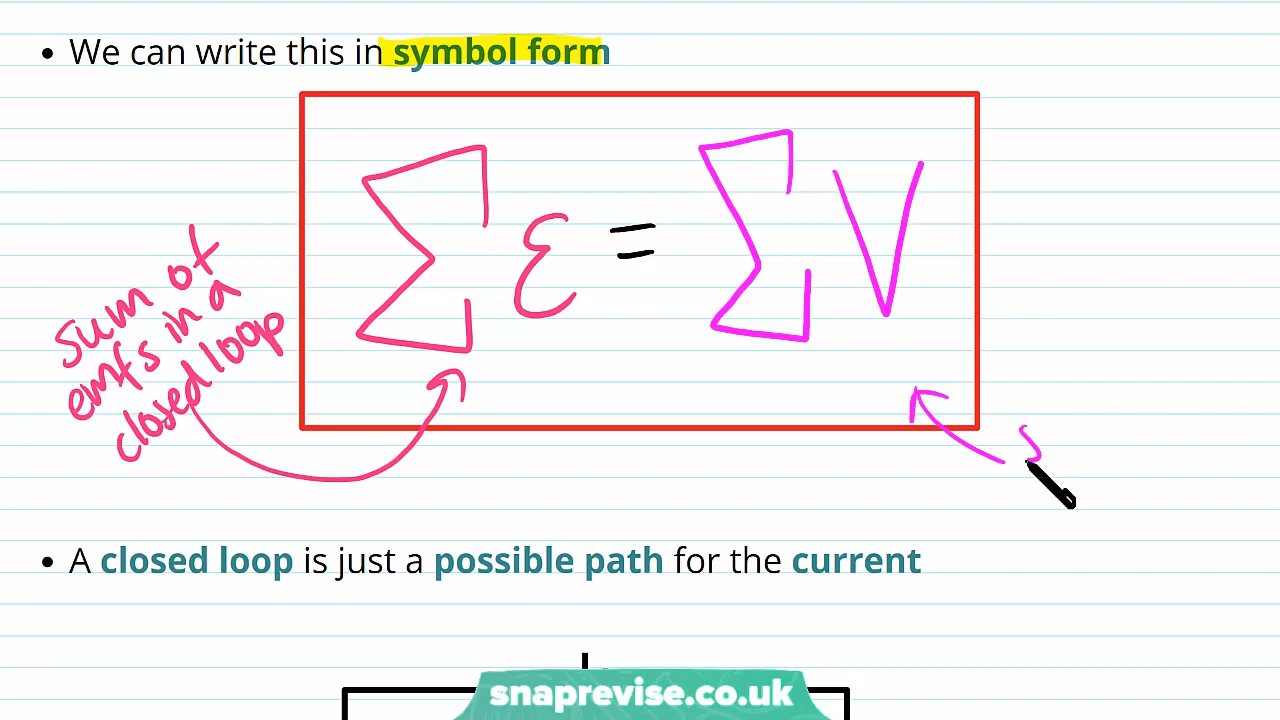 • We can write this in symbol form
∑ε = ∑V
sum of
emfs in a
closed loop
s
• A closed loop is just a possible path for the current
snaprevise.co.uk